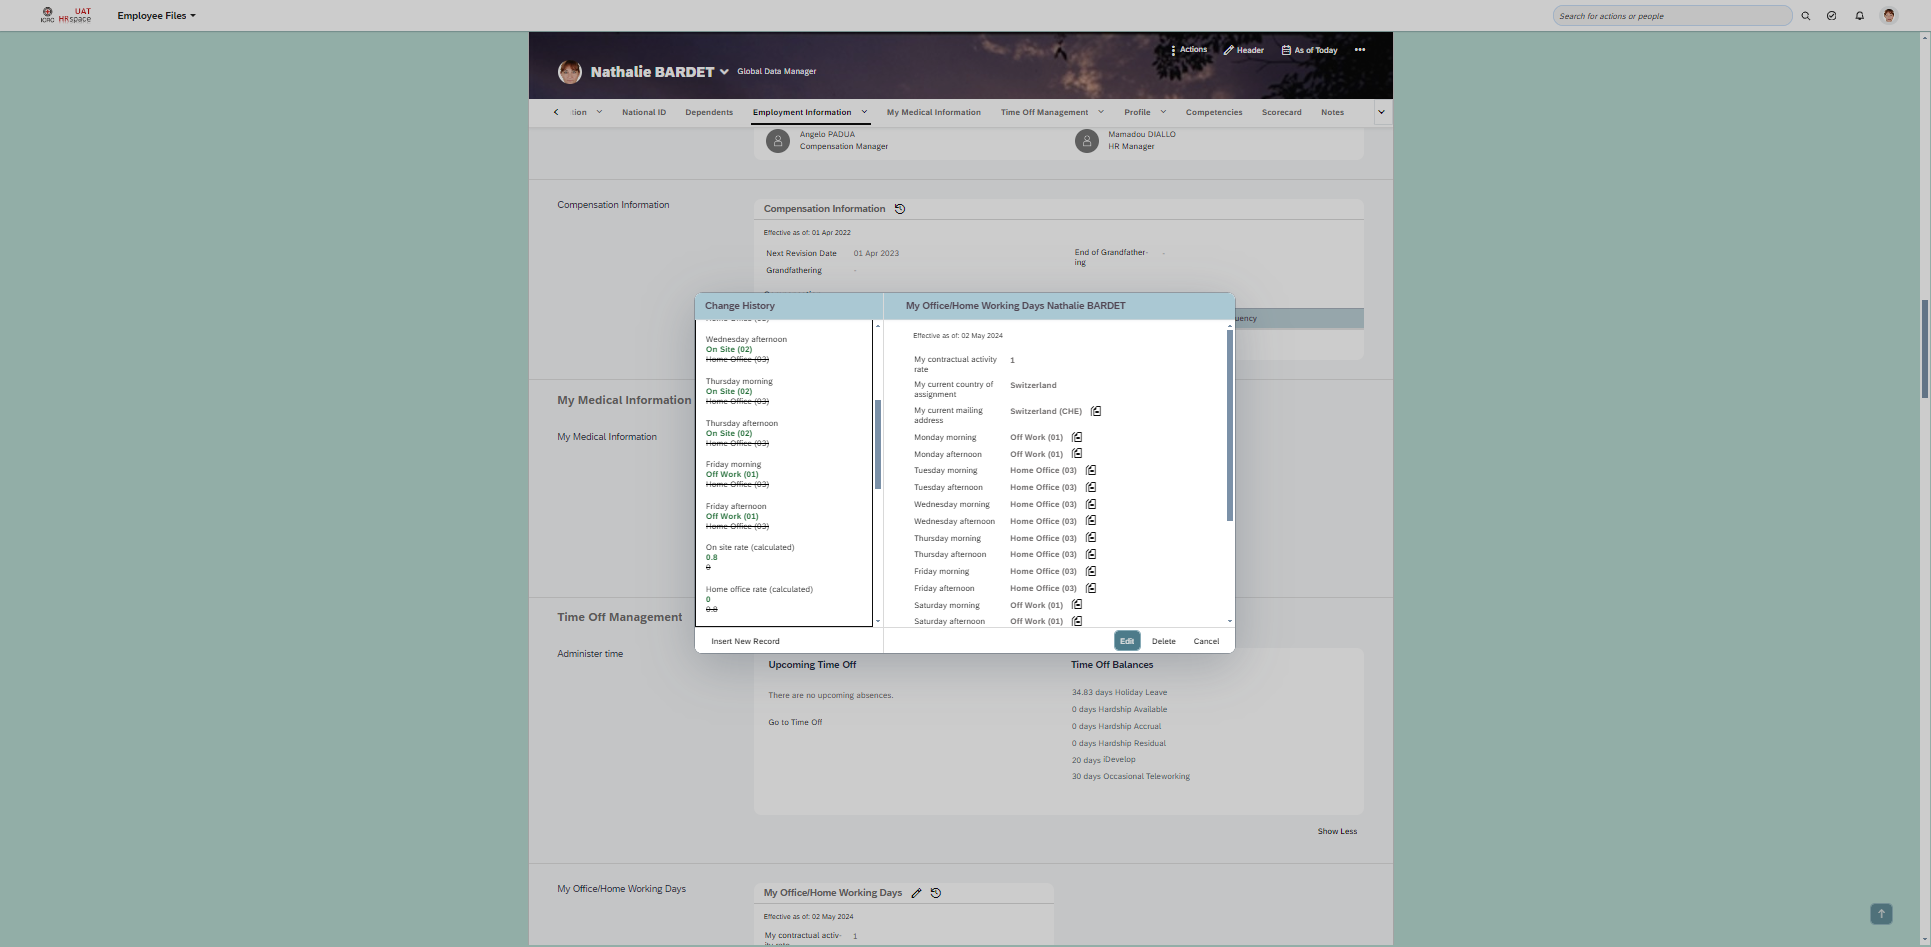 ICRC
UAT
HRspace
Employee Files
Search for actions or people
Actions
Header
As of Today
Nathalie BARDET
Global Data Manager
tion
National ID
Dependents
Employment Information
My Medical Information
Time Off Management
Profile
Competencies
Scorecard
Notes
Angelo PADUA
Compensation Manager
Mamadou DIALLO
HR Manager
Compensation Information
Compensation Information
Effective as of: 01 Apr 2022
Next Revision Date
01 Apr 2023
End of Grandfather-
ing
-
Grandfathering
-
uency
Change History
Wednesday afternoon
On Site (02)
Home Office (03)
Thursday morning
On Site (02)
Home Office (03)
Thursday afternoon
On Site (02)
Home Office (03)
Friday morning
Off Work (01)
Home Office (03)
Friday afternoon
Off Work (01)
Home Office (03)
On site rate (calculated)
0.8
0
Home office rate (calculated)
0
0.8
Insert New Record
My Office/Home Working Days Nathalie BARDET
Effective as of: 02 May 2024
My contractual activity
rate
1
My current country of
assignment
Switzerland
My current mailing
address
Switzerland (CHE)
Monday morning
Off Work (01)
Monday afternoon
Off Work (01)
Tuesday morning
Home Office (03)
Tuesday afternoon
Home Office (03)
Wednesday morning
Home Office (03)
Wednesday afternoon
Home Office (03)
Thursday morning
Home Office (03)
Thursday afternoon
Home Office (03)
Friday morning
Home Office (03)
Friday afternoon
Home Office (03)
Saturday morning
Off Work (01)
Saturday afternoon
Off Work (01)
Edit
Delete
Cancel
My Medical Information
My Medical Information
Time Off Management
Administer time
Upcoming Time Off
There are no upcoming absences.
Go to Time Off
Time Off Balances
34.83 days Holiday Leave
0 days Hardship Available
0 days Hardship Accrual
0 days Hardship Residual
20 days iDevelop
30 days Occasional Teleworking
Show Less
My Office/Home Working Days
My Office/Home Working Days
Effective as of: 02 May 2024
My contractual activ-
1